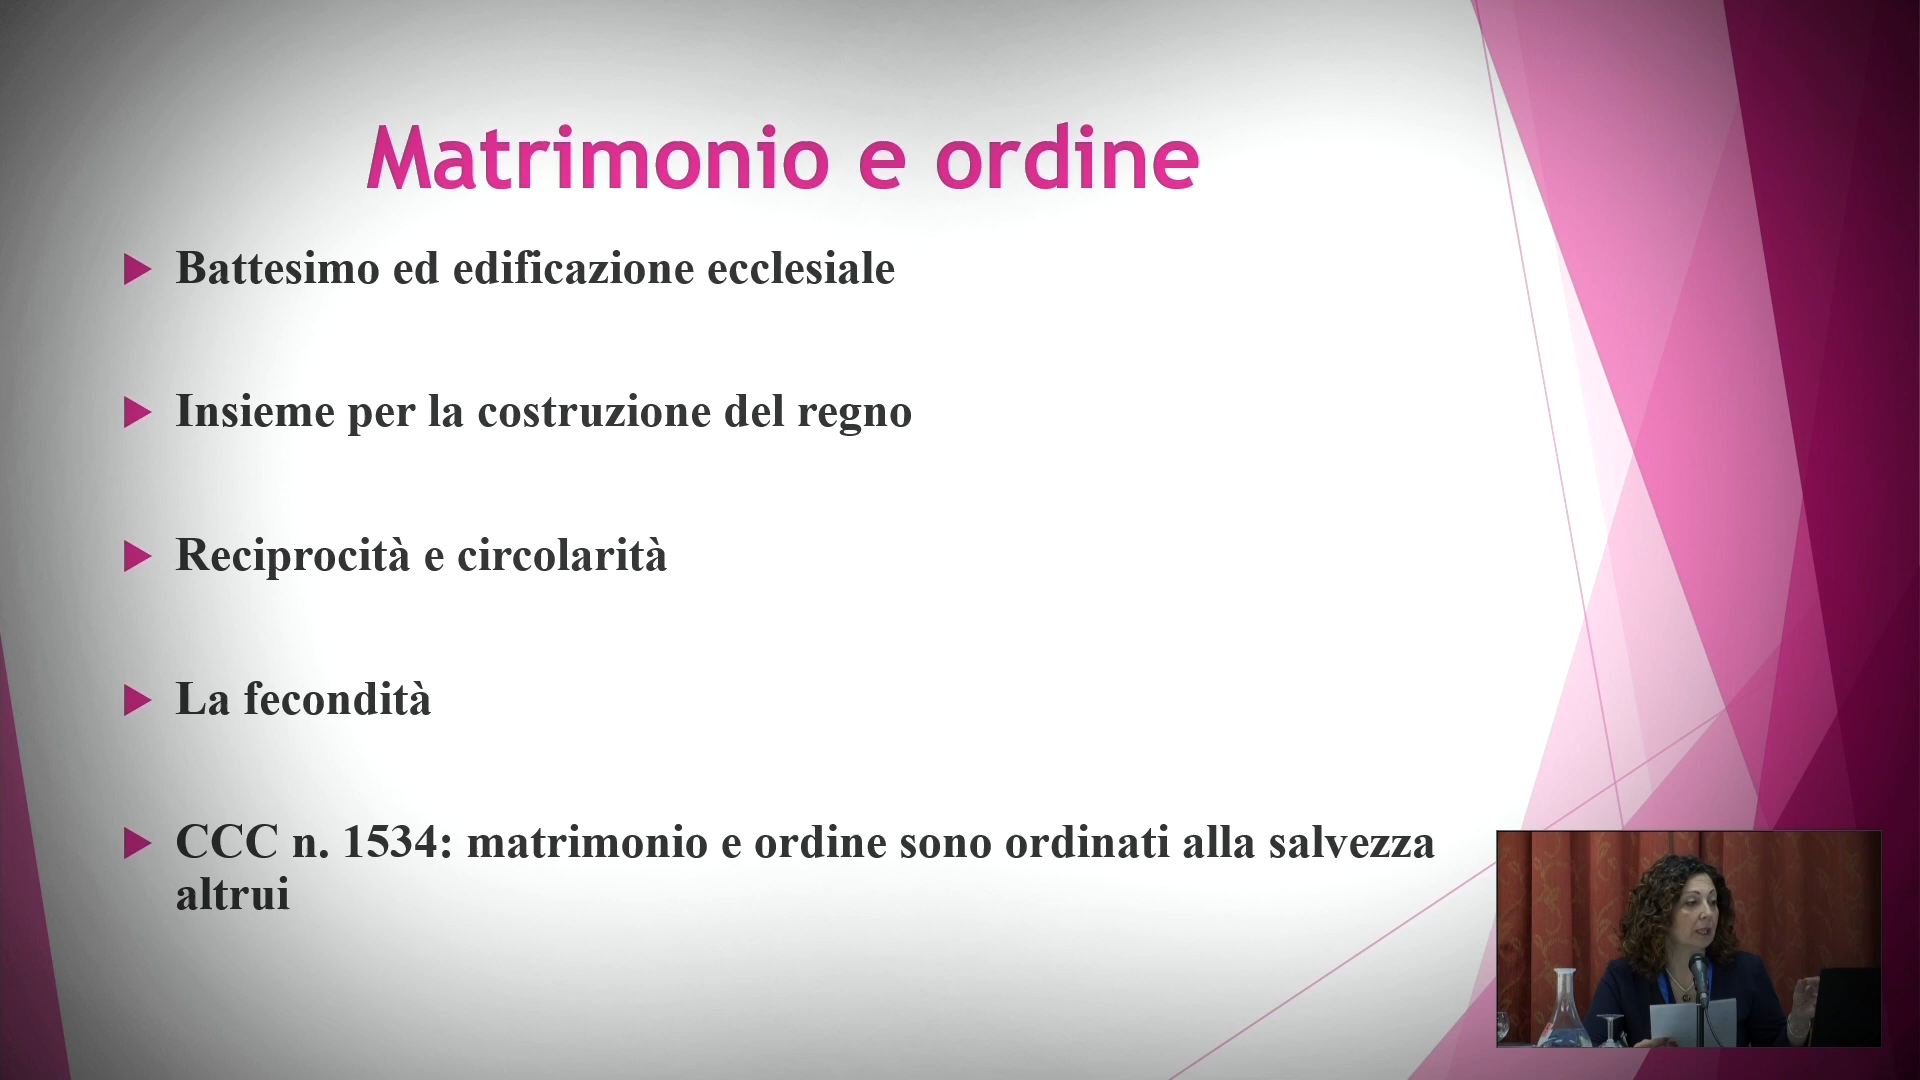 Matrimonio e ordine
Battesimo ed edificazione ecclesiale
Insieme per la costruzione del regno
Reciprocità e circolarità
La fecondità
CCC n. 1534: matrimonio e ordine sono ordinati alla salvezza
altrui